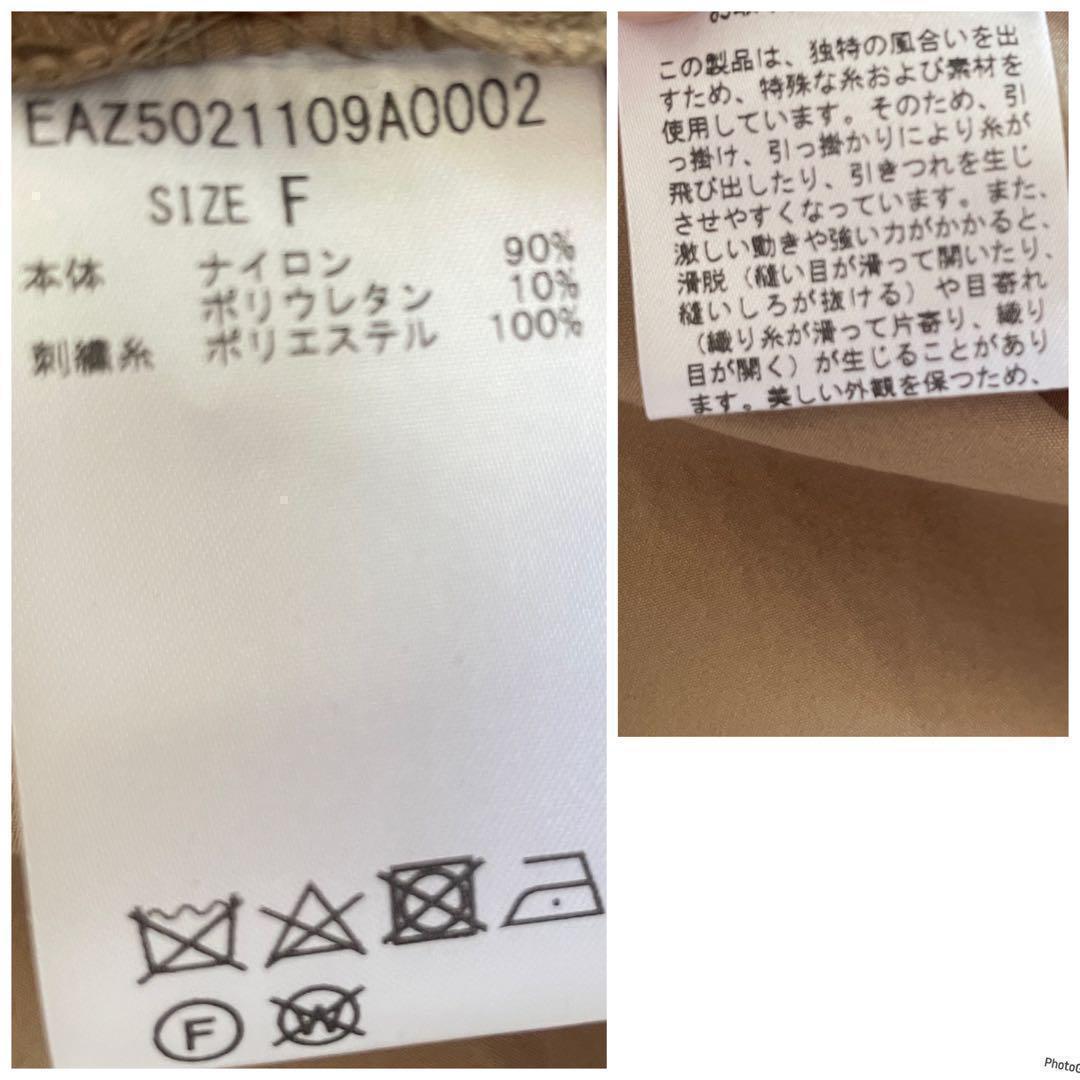 EAZ5021109A0002
SIZE F
本体 ナイロン 90%
ポリウレタン 10%
刺繍糸 ポリエステル 100%
F
W
この製品は、独特の風合いを出
すため、特殊な糸および素材を
使用しています。そのため、引
っ掛け、引っ掛かりにより糸が
飛び出したり、引きつれを生じ
させやすくなっています。また、
激しい動きや強い力がかかると、
滑脱（縫い目が滑って開いたり、
縫いしろが抜ける）や目寄れ
（織り糸が滑って片寄り、織り
目が開く）が生じることがあり
ます。美しい外観を保つため、